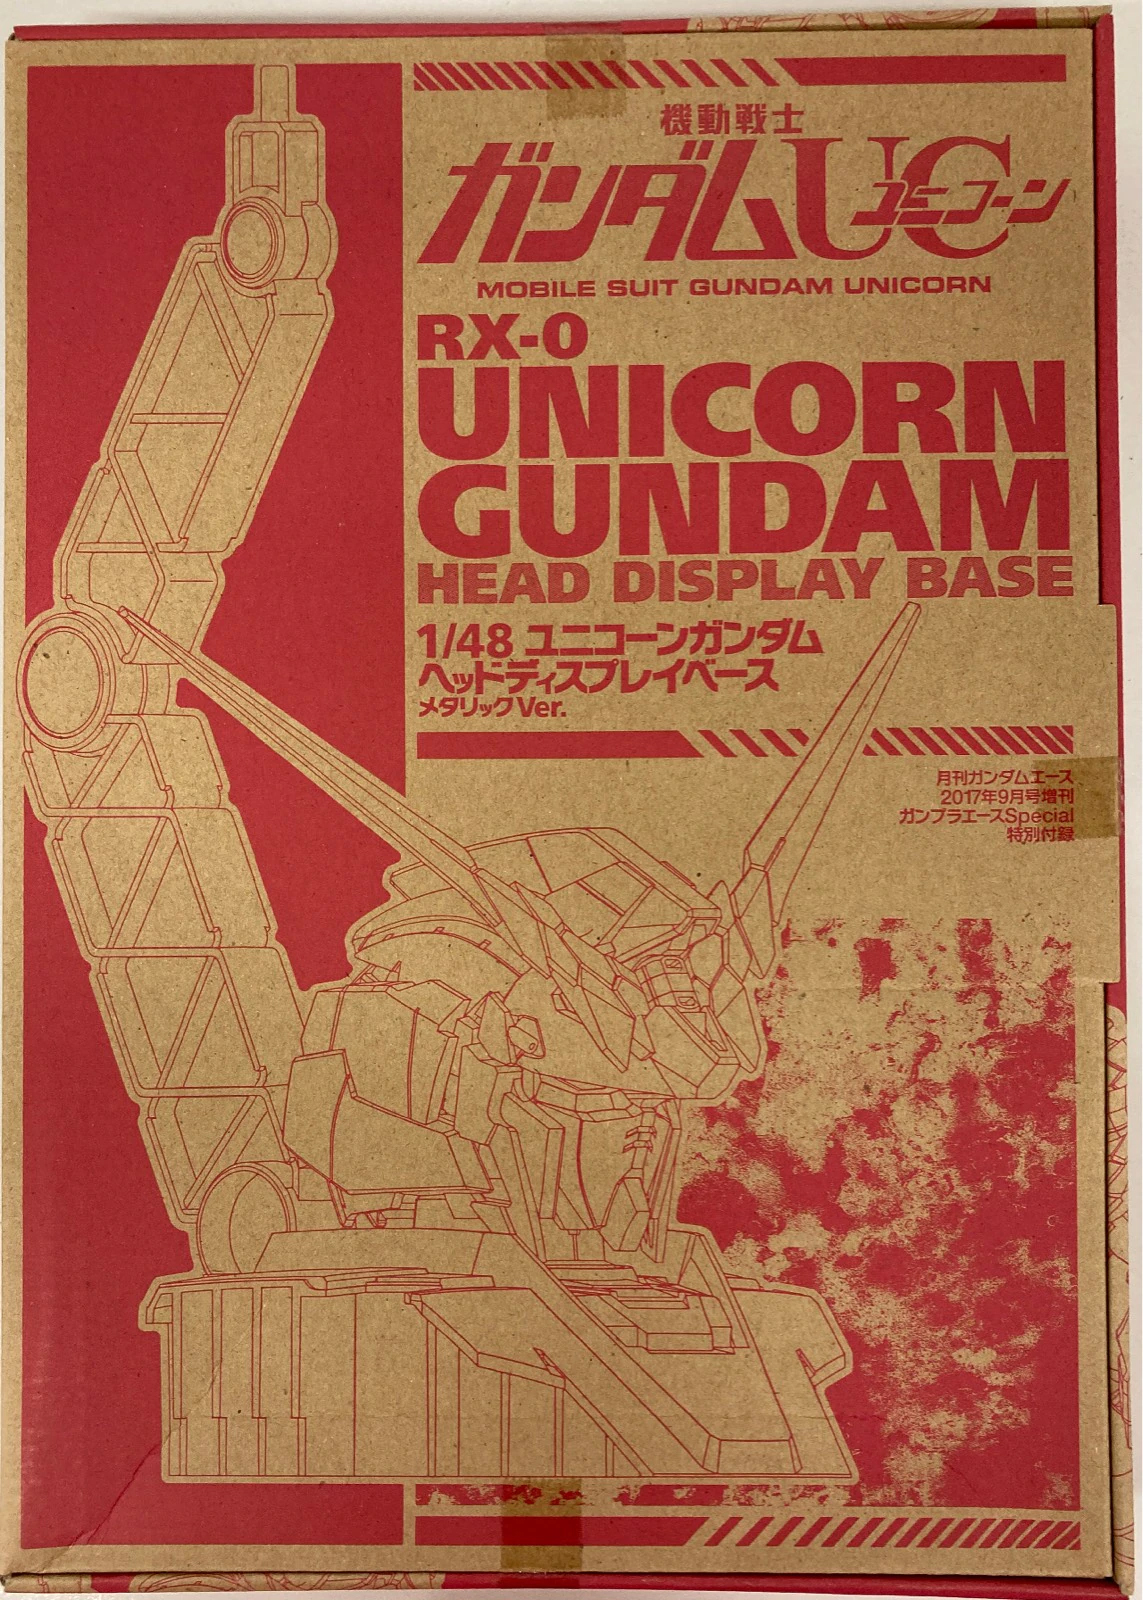 機動戦士
ガンダムUC
ユニコーン
MOBILE SUIT GUNDAM UNICORN
RX-0
UNICORN
GUNDAM
HEAD DISPLAY BASE
1/48 ユニコーンガンダム
ヘッドディスプレイベース
メタリックVer.
月刊ガンダムエース
2017年9月号増刊
ガンプラエースSpecial
特別付録